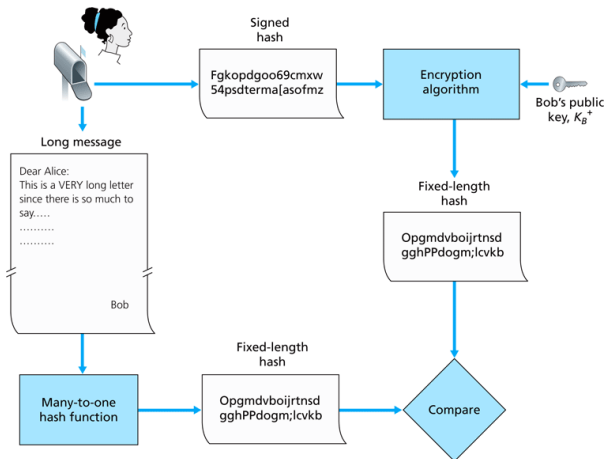 Signed
hash
Fgkopdgoo69cmxw
54psdterma[asofmz
Encryption
algorithm
Bob's public
key, K_B^+
Long message
Dear Alice:
This is a VERY long letter
since there is so much to
say.....
..........
..........
Bob
Fixed-length
hash
Opgmdvboijrtnsd
gghPPdogm;lcvkb
Many-to-one
hash function
Fixed-length
hash
Opgmdvboijrtnsd
gghPPdogm;lcvkb
Compare